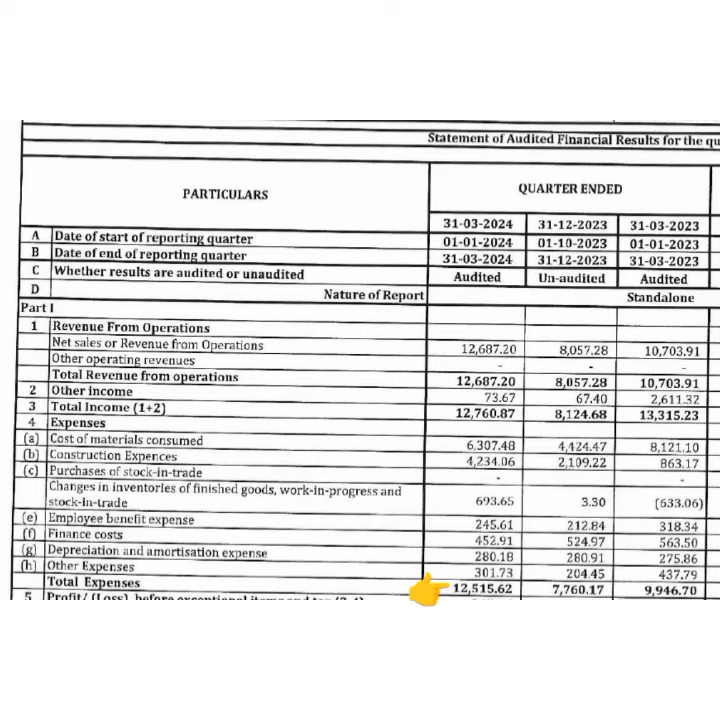 Statement of Audited Financial Results for the qu
PARTICULARS QUARTER ENDED
31-03-2024 31-12-2023 31-03-2023
A Date of start of reporting quarter 01-01-2024 01-10-2023 01-01-2023
B Date of end of reporting quarter 31-03-2024 31-12-2023 31-03-2023
C Whether results are audited or unaudited Audited Un-audited Audited
D Nature of Report Standalone
Part I
1 Revenue From Operations
Net sales or Revenue from Operations 12,687.20 8,057.28 10,703.91
Other operating revenues - - -
Total Revenue from operations 12,687.20 8,057.28 10,703.91
2 Other income 73.67 67.40 2,611.32
3 Total Income (1+2) 12,760.87 8,124.68 13,315.23
4 Expenses
(a) Cost of materials consumed 6,307.48 4,424.47 8,121.10
(b) Construction Expences 4,234.06 2,109.22 863.17
(c) Purchases of stock-in-trade - - -
Changes in inventories of finished goods, work-in-progress and
stock-in-trade 693.65 3.30 (633.06)
(e) Employee benefit expense 245.61 212.84 318.34
(f) Finance costs 452.91 524.97 563.50
(g) Depreciation and amortisation expense 280.18 280.91 275.86
(h) Other Expenses 301.73 204.45 437.79
Total Expenses 12,515.62 7,760.17 9,946.70
5 Profit/ (Loss) before exceptional items and tax (3-4)